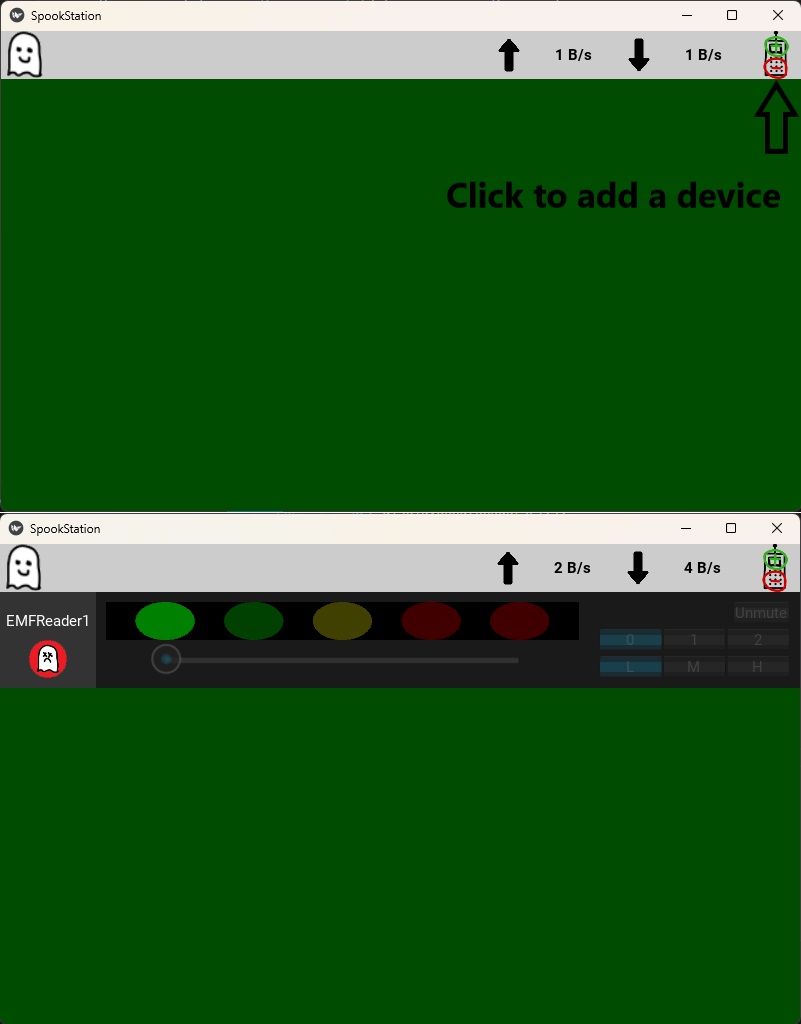 SpookStation
1 B/s 1 B/s
Click to add a device
SpookStation
2 B/s 4 B/s
EMFReader1
Unmute
0 1 2
L M H